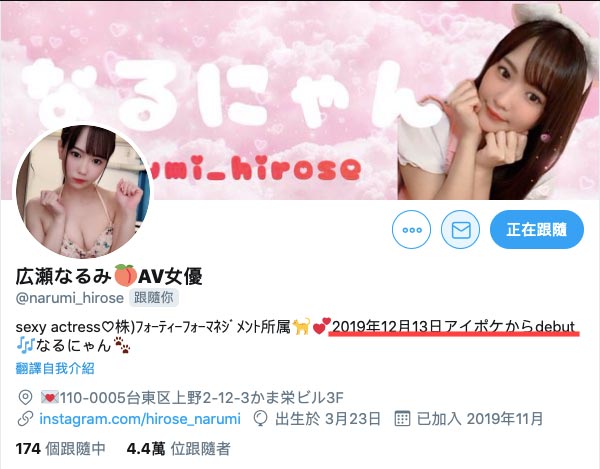 なるにゃん
umi_hirose
正在跟隨
広瀬なるみ🍑AV女優
@narumi_hirose 跟隨你
sexy actress♡株)ﾌｫｰﾃｨｰﾌｫｰﾏﾈｼﾞﾒﾝﾄ所属🐈💕2019年12月13日アイポケからdebut
🎶なるにゃん🐾
翻譯自我介紹
💌110-0005台東区上野2-12-3かま栄ビル3F
instagram.com/hirose_narumi 出生於 3月23日 已加入 2019年11月
174 個跟隨中 4.4萬 位跟隨者